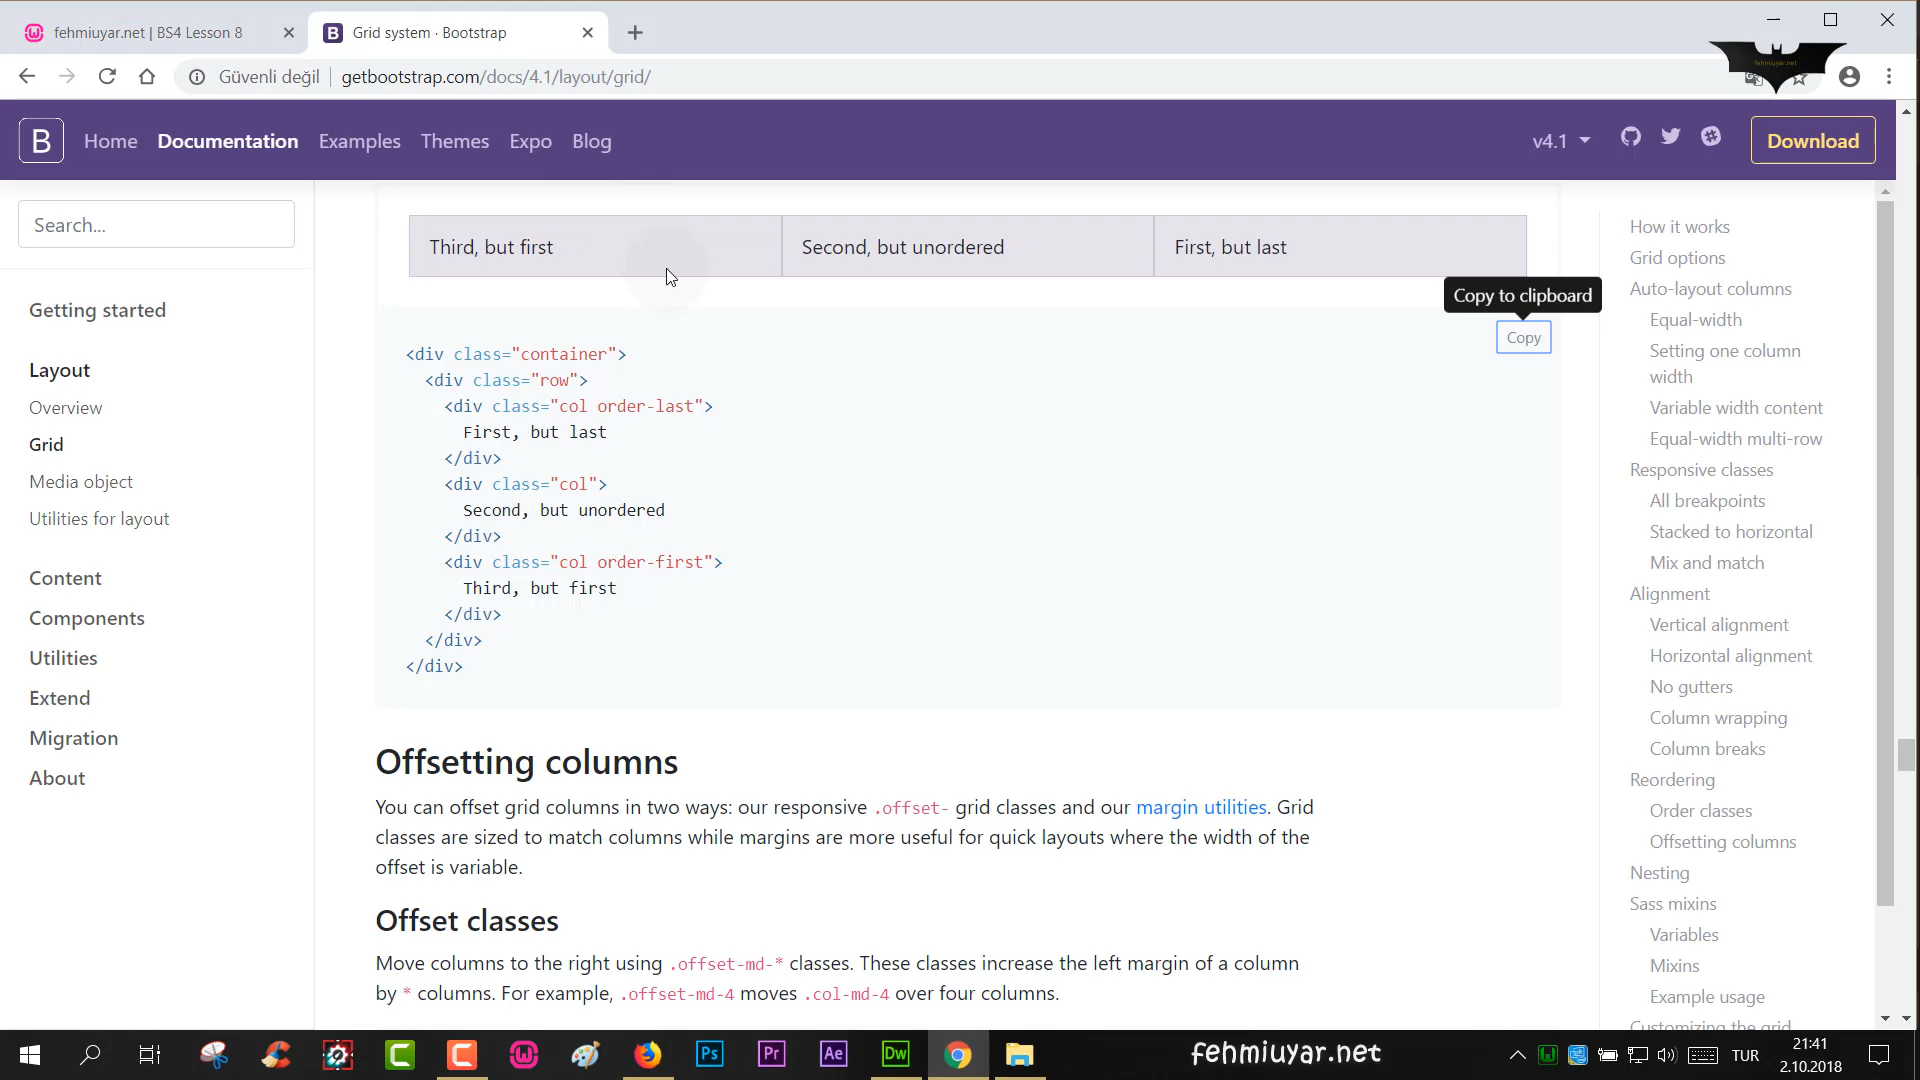 fehmiuyar.net | BS4 Lesson 8
B Grid system · Bootstrap
Güvenli değil | getbootstrap.com/docs/4.1/layout/grid/
fehmiuyar.net
B Home Documentation Examples Themes Expo Blog v4.1 Download
Search...
Getting started
Layout
Overview
Grid
Media object
Utilities for layout
Content
Components
Utilities
Extend
Migration
About
Third, but first Second, but unordered First, but last
Copy to clipboard
Copy
<div class="container">
<div class="row">
<div class="col order-last">
First, but last
</div>
<div class="col">
Second, but unordered
</div>
<div class="col order-first">
Third, but first
</div>
</div>
</div>
Offsetting columns
You can offset grid columns in two ways: our responsive .offset- grid classes and our margin utilities. Grid
classes are sized to match columns while margins are more useful for quick layouts where the width of the
offset is variable.
Offset classes
Move columns to the right using .offset-md-* classes. These classes increase the left margin of a column
by * columns. For example, .offset-md-4 moves .col-md-4 over four columns.
How it works
Grid options
Auto-layout columns
Equal-width
Setting one column
width
Variable width content
Equal-width multi-row
Responsive classes
All breakpoints
Stacked to horizontal
Mix and match
Alignment
Vertical alignment
Horizontal alignment
No gutters
Column wrapping
Column breaks
Reordering
Order classes
Offsetting columns
Nesting
Sass mixins
Variables
Mixins
Example usage
Customizing the grid
Ps Pr Ae Dw
fehmiuyar.net
TUR
21:41
2.10.2018